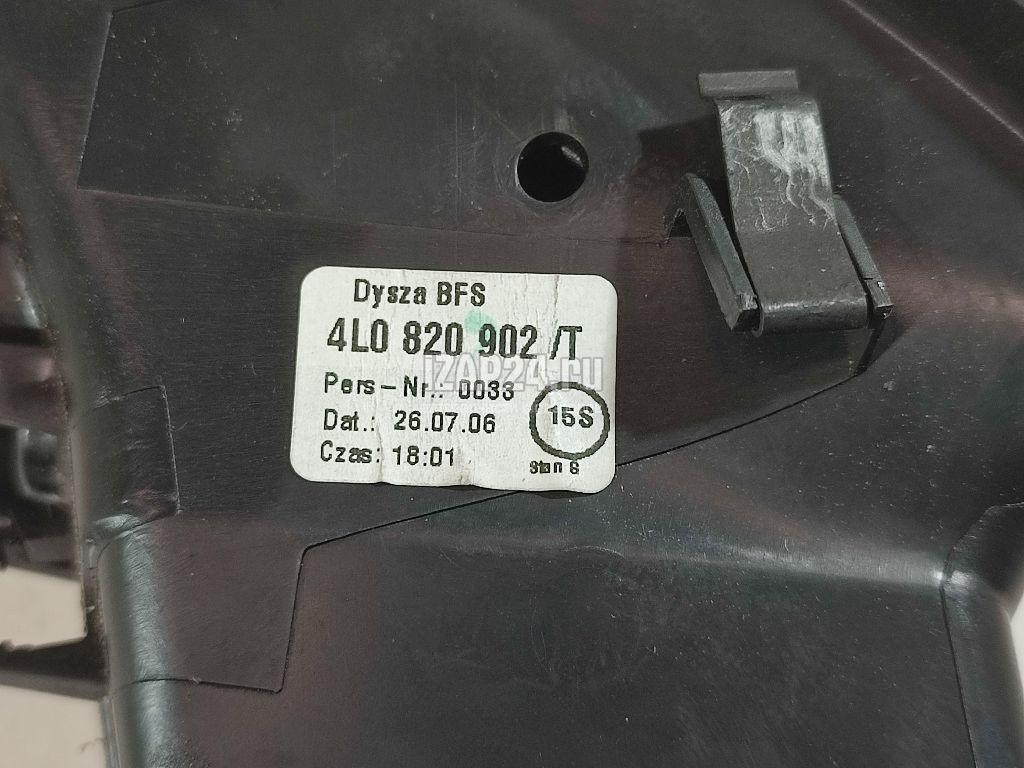 Dysza BFS
4L0 820 902 /T
IZAP24.ru
Pers-Nr.: 0033
Dat.: 26.07.06
15S
Czas: 18:01
Stan S